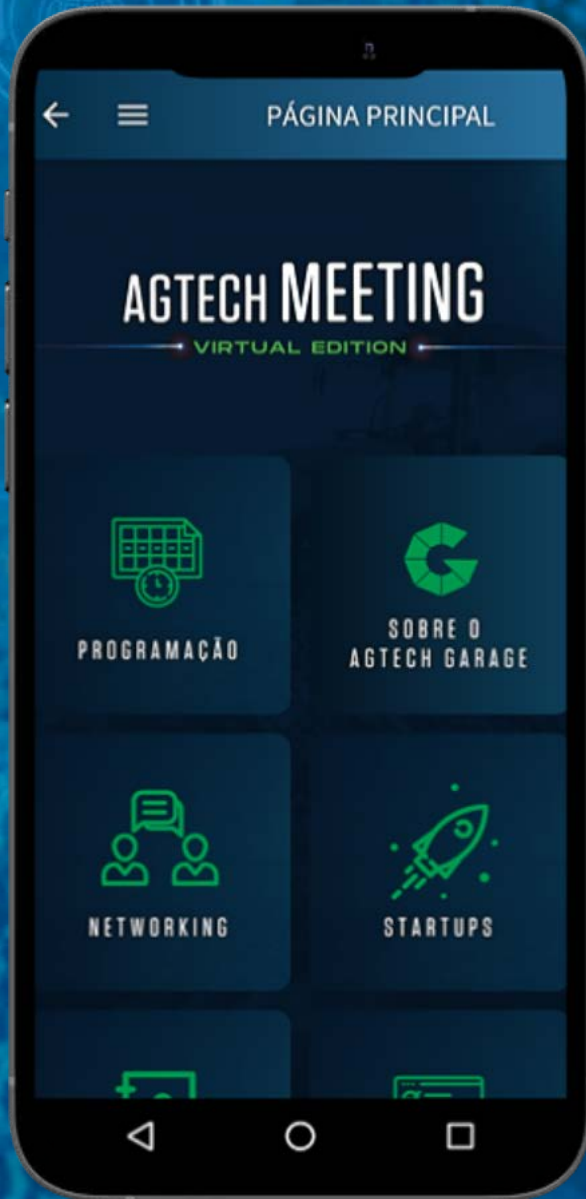 PÁGINA PRINCIPAL
AGTECH MEETING
VIRTUAL EDITION
PROGRAMAÇÃO
SOBRE O
AGTECH GARAGE
NETWORKING
STARTUPS